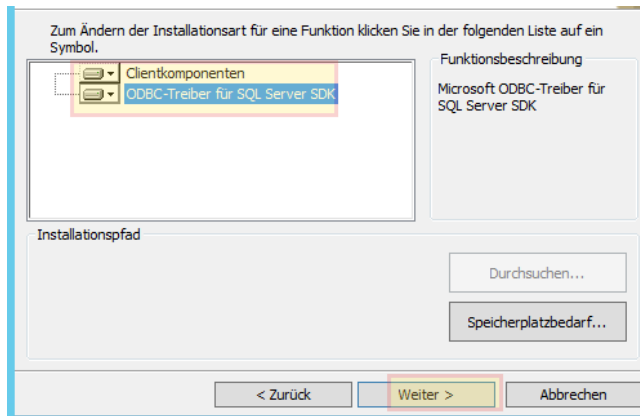 Zum Ändern der Installationsart für eine Funktion klicken Sie in der folgenden Liste auf ein
Symbol.
Clientkomponenten
ODBC-Treiber für SQL Server SDK
Funktionsbeschreibung
Microsoft ODBC-Treiber für
SQL Server SDK
Installationspfad
Durchsuchen...
Speicherplatzbedarf...
< Zurück
Weiter >
Abbrechen